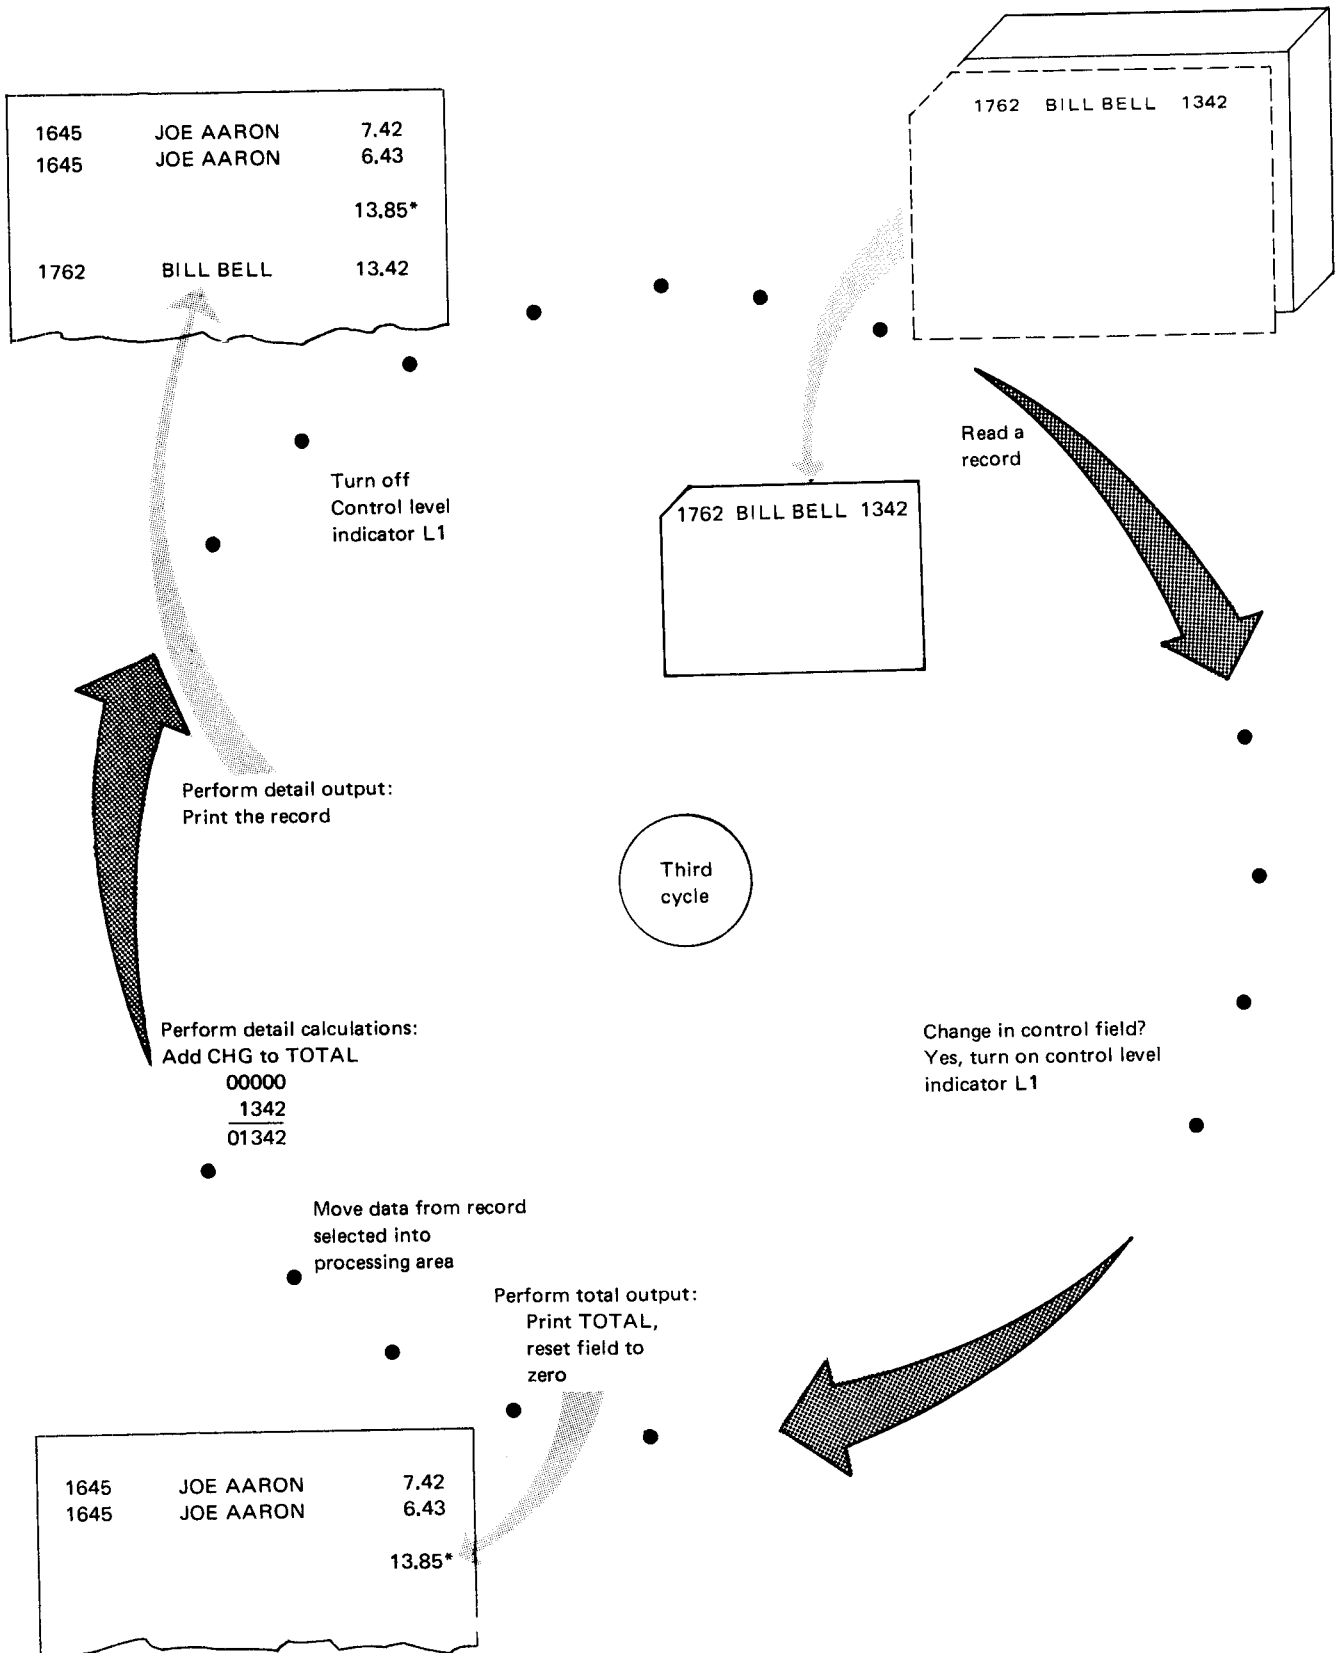 1645 JOE AARON 7.42
1645 JOE AARON 6.43
13.85*
1762 BILL BELL 13.42
1762 BILL BELL 1342
Read a
record
1762 BILL BELL 1342
Turn off
Control level
indicator L1
Perform detail output:
Print the record
Third
cycle
Change in control field?
Yes, turn on control level
indicator L1
Perform detail calculations:
Add CHG to TOTAL
00000
1342
01342
Move data from record
selected into
processing area
Perform total output:
Print TOTAL,
reset field to
zero
1645 JOE AARON 7.42
1645 JOE AARON 6.43
13.85*